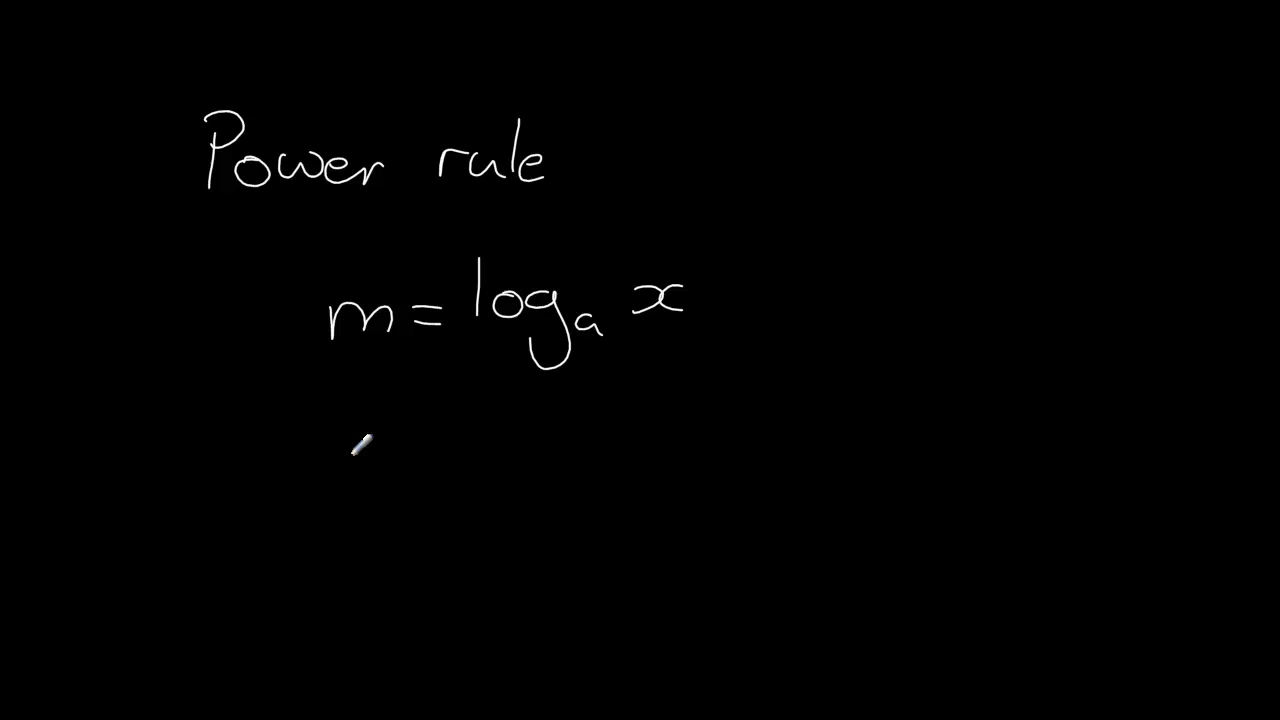 Power rule
m = logₐ x